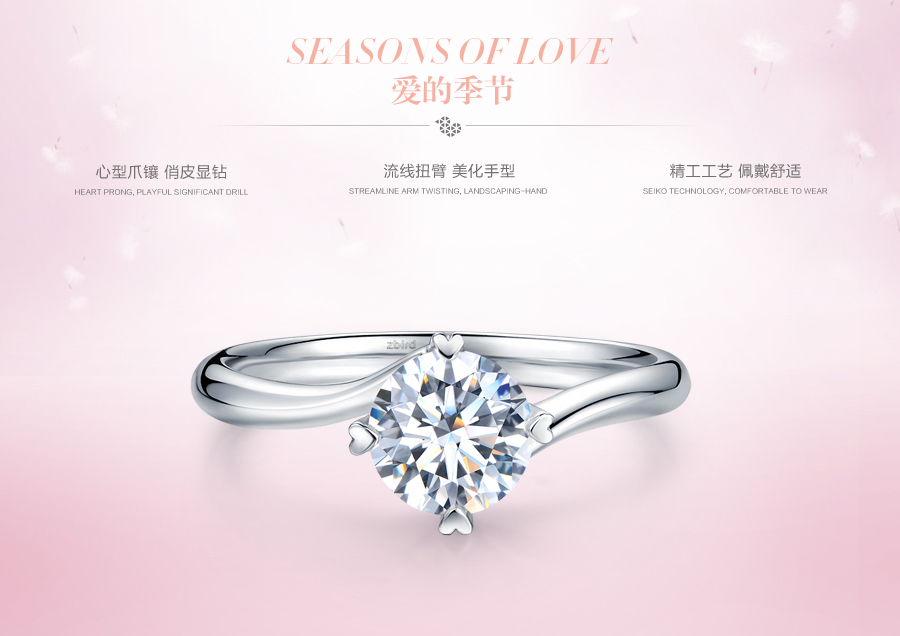 SEASONS OF LOVE
爱的季节
心型爪镶 俏皮显钻
HEART PRONG, PLAYFUL SIGNIFICANT DRILL
流线扭臂 美化手型
STREAMLINE ARM TWISTING, LANDSCAPING-HAND
精工工艺 佩戴舒适
SEIKO TECHNOLOGY, COMFORTABLE TO WEAR
zbird